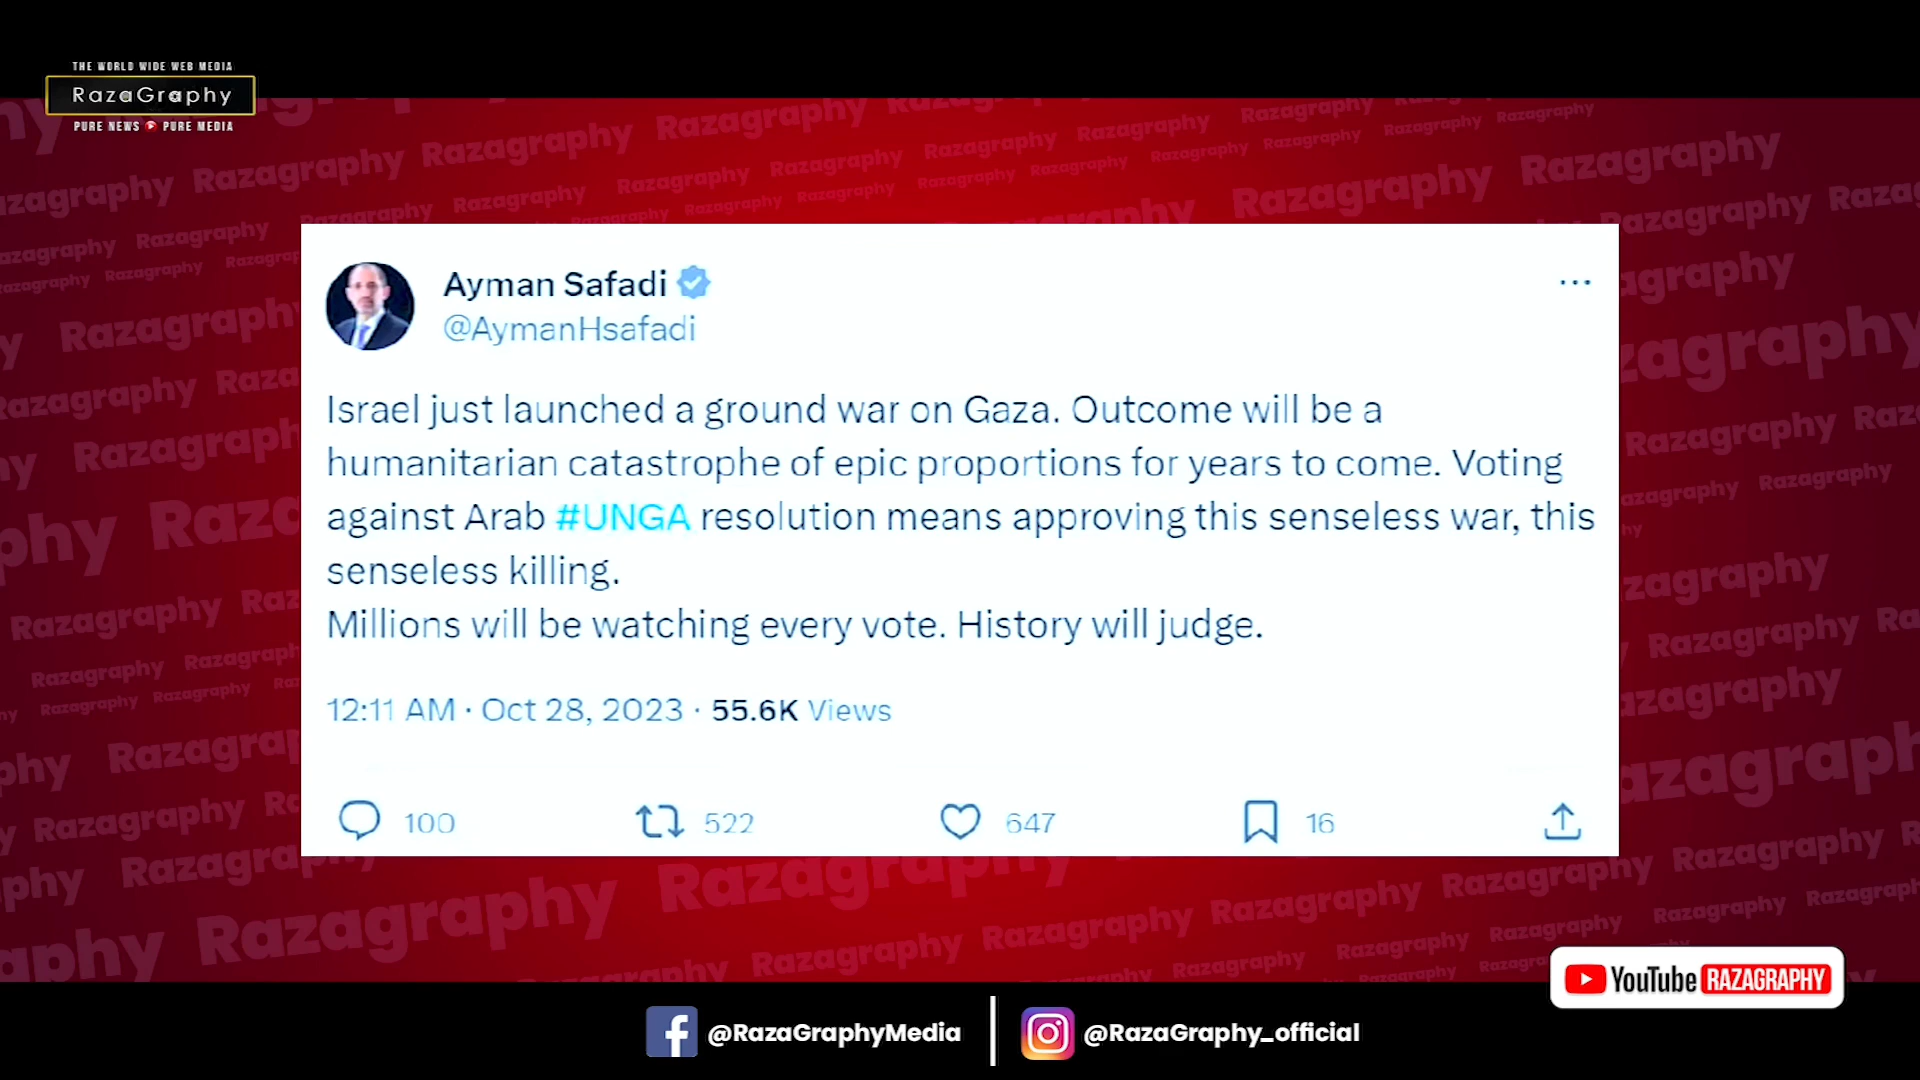 THE WORLD WIDE WEB MEDIA
RazaGraphy
PURE NEWS PURE MEDIA
Ayman Safadi
@AymanHsafadi
Israel just launched a ground war on Gaza. Outcome will be a
humanitarian catastrophe of epic proportions for years to come. Voting
against Arab #UNGA resolution means approving this senseless war, this
senseless killing.
Millions will be watching every vote. History will judge.
12:11 AM · Oct 28, 2023 · 55.6K Views
100 522 647 16
YouTube RAZAGRAPHY
@RazaGraphyMedia @RazaGraphy_official